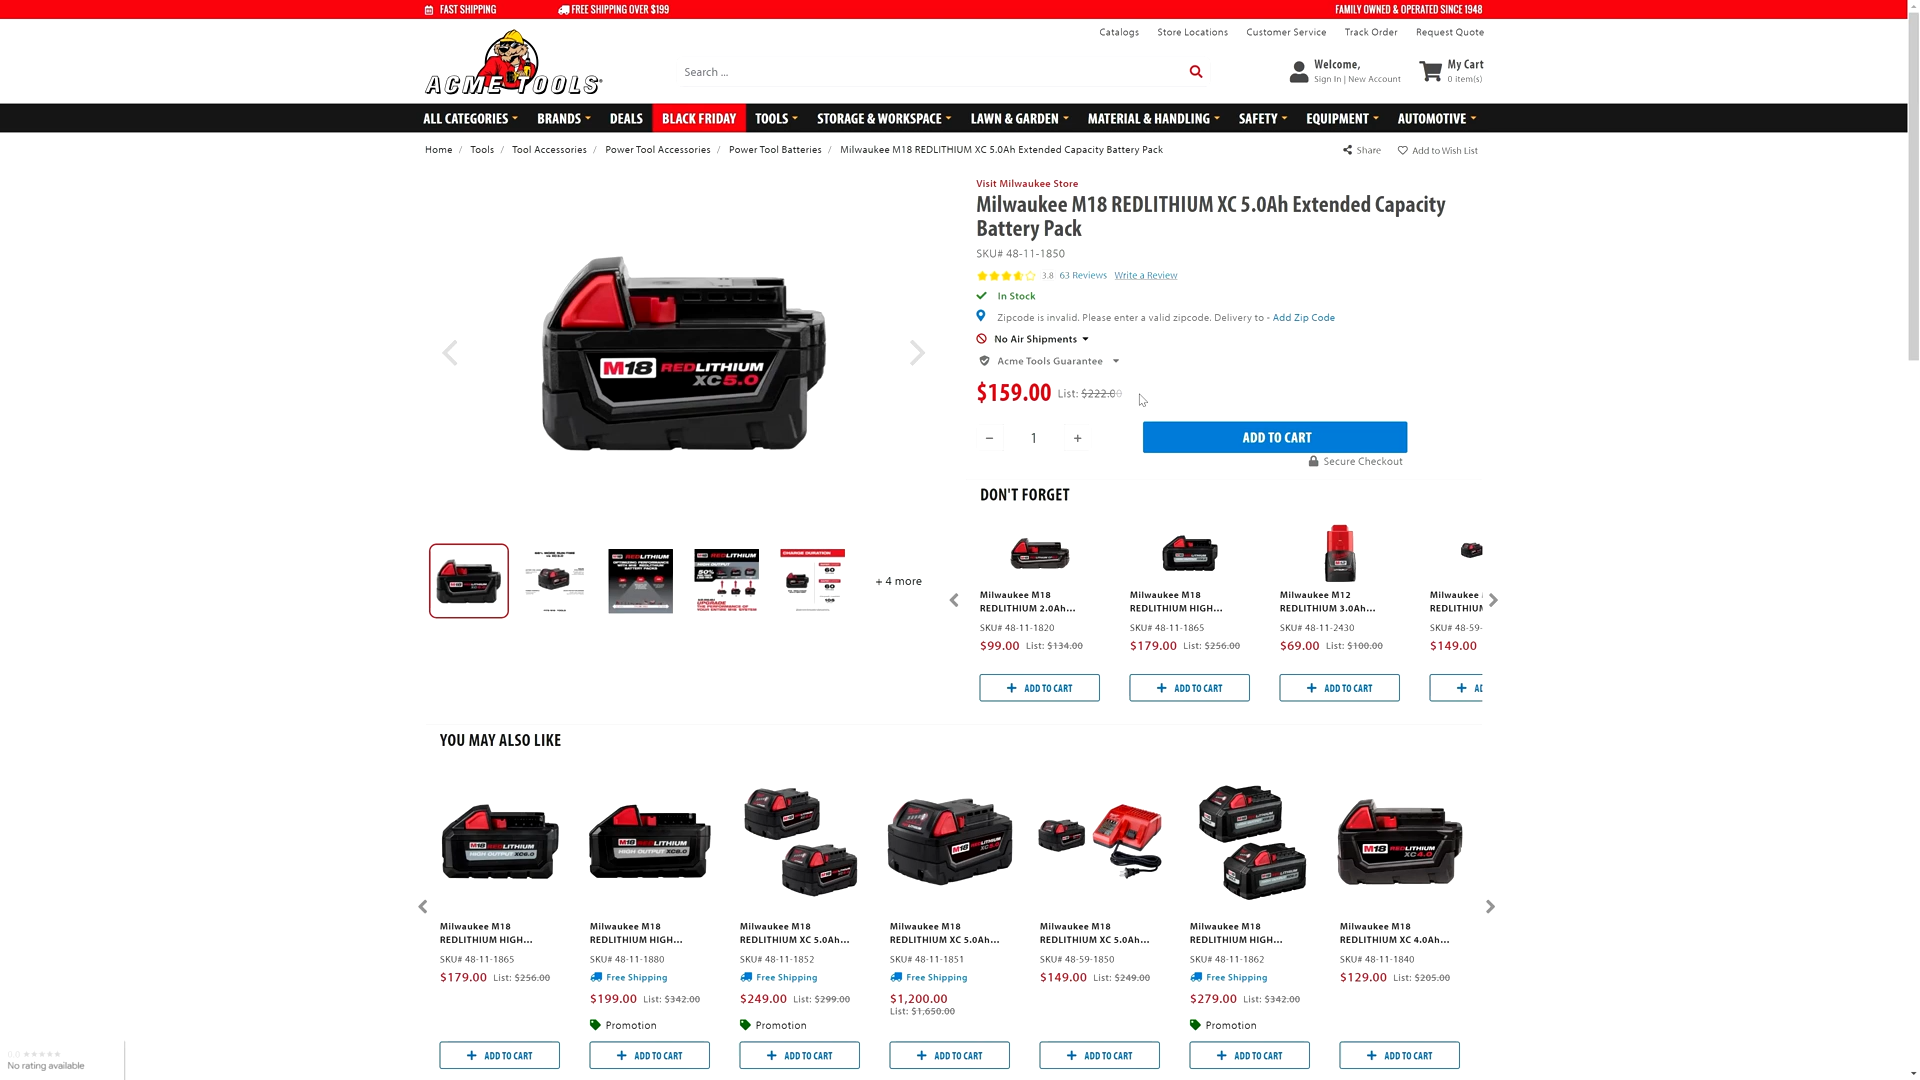 FAST SHIPPING
FREE SHIPPING OVER $199
FAMILY OWNED & OPERATED SINCE 1948
Catalogs
Store Locations
Customer Service
Track Order
Request Quote
ACME TOOLS
Search ...
Welcome,
Sign In | New Account
My Cart
0 item(s)
ALL CATEGORIES
BRANDS
DEALS
BLACK FRIDAY
TOOLS
STORAGE & WORKSPACE
LAWN & GARDEN
MATERIAL & HANDLING
SAFETY
EQUIPMENT
AUTOMOTIVE
Home / Tools / Tool Accessories / Power Tool Accessories / Power Tool Batteries / Milwaukee M18 REDLITHIUM XC 5.0Ah Extended Capacity Battery Pack
Share
Add to Wish List
Visit Milwaukee Store
Milwaukee M18 REDLITHIUM XC 5.0Ah Extended Capacity
Battery Pack
SKU# 48-11-1850
3.8 63 Reviews Write a Review
In Stock
Zipcode is invalid. Please enter a valid zipcode. Delivery to - Add Zip Code
No Air Shipments
Acme Tools Guarantee
$159.00 List: $222.00
M18 REDLITHIUM
XC5.0
− 1 +
ADD TO CART
Secure Checkout
+ 4 more
DON'T FORGET
Milwaukee M18
REDLITHIUM 2.0Ah...
SKU# 48-11-1820
$99.00 List: $134.00
ADD TO CART
Milwaukee M18
REDLITHIUM HIGH...
SKU# 48-11-1865
$179.00 List: $256.00
ADD TO CART
Milwaukee M12
REDLITHIUM 3.0Ah...
SKU# 48-11-2430
$69.00 List: $100.00
ADD TO CART
Milwaukee
REDLITHIUM
SKU# 48-59-
$149.00
YOU MAY ALSO LIKE
Milwaukee M18
REDLITHIUM HIGH...
SKU# 48-11-1865
$179.00 List: $256.00
ADD TO CART
Milwaukee M18
REDLITHIUM HIGH...
SKU# 48-11-1880
Free Shipping
$199.00 List: $342.00
Promotion
ADD TO CART
Milwaukee M18
REDLITHIUM XC 5.0Ah...
SKU# 48-11-1852
Free Shipping
$249.00 List: $299.00
Promotion
ADD TO CART
Milwaukee M18
REDLITHIUM XC 5.0Ah...
SKU# 48-11-1851
Free Shipping
$1,200.00
List: $1,650.00
ADD TO CART
Milwaukee M18
REDLITHIUM XC 5.0Ah...
SKU# 48-59-1850
$149.00 List: $249.00
ADD TO CART
Milwaukee M18
REDLITHIUM HIGH...
SKU# 48-11-1862
Free Shipping
$279.00 List: $342.00
Promotion
ADD TO CART
Milwaukee M18
REDLITHIUM XC 4.0Ah...
SKU# 48-11-1840
$129.00 List: $205.00
ADD TO CART
0.0
No rating available